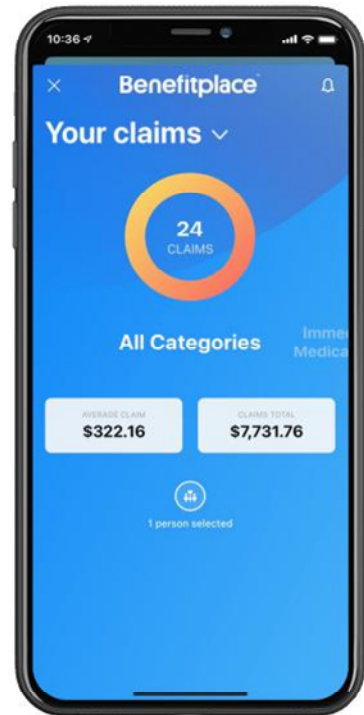 10:36
Benefitplace
Your claims
24
CLAIMS
All Categories
AVERAGE CLAIM
$322.16
CLAIMS TOTAL
$7,731.76
1 person selected